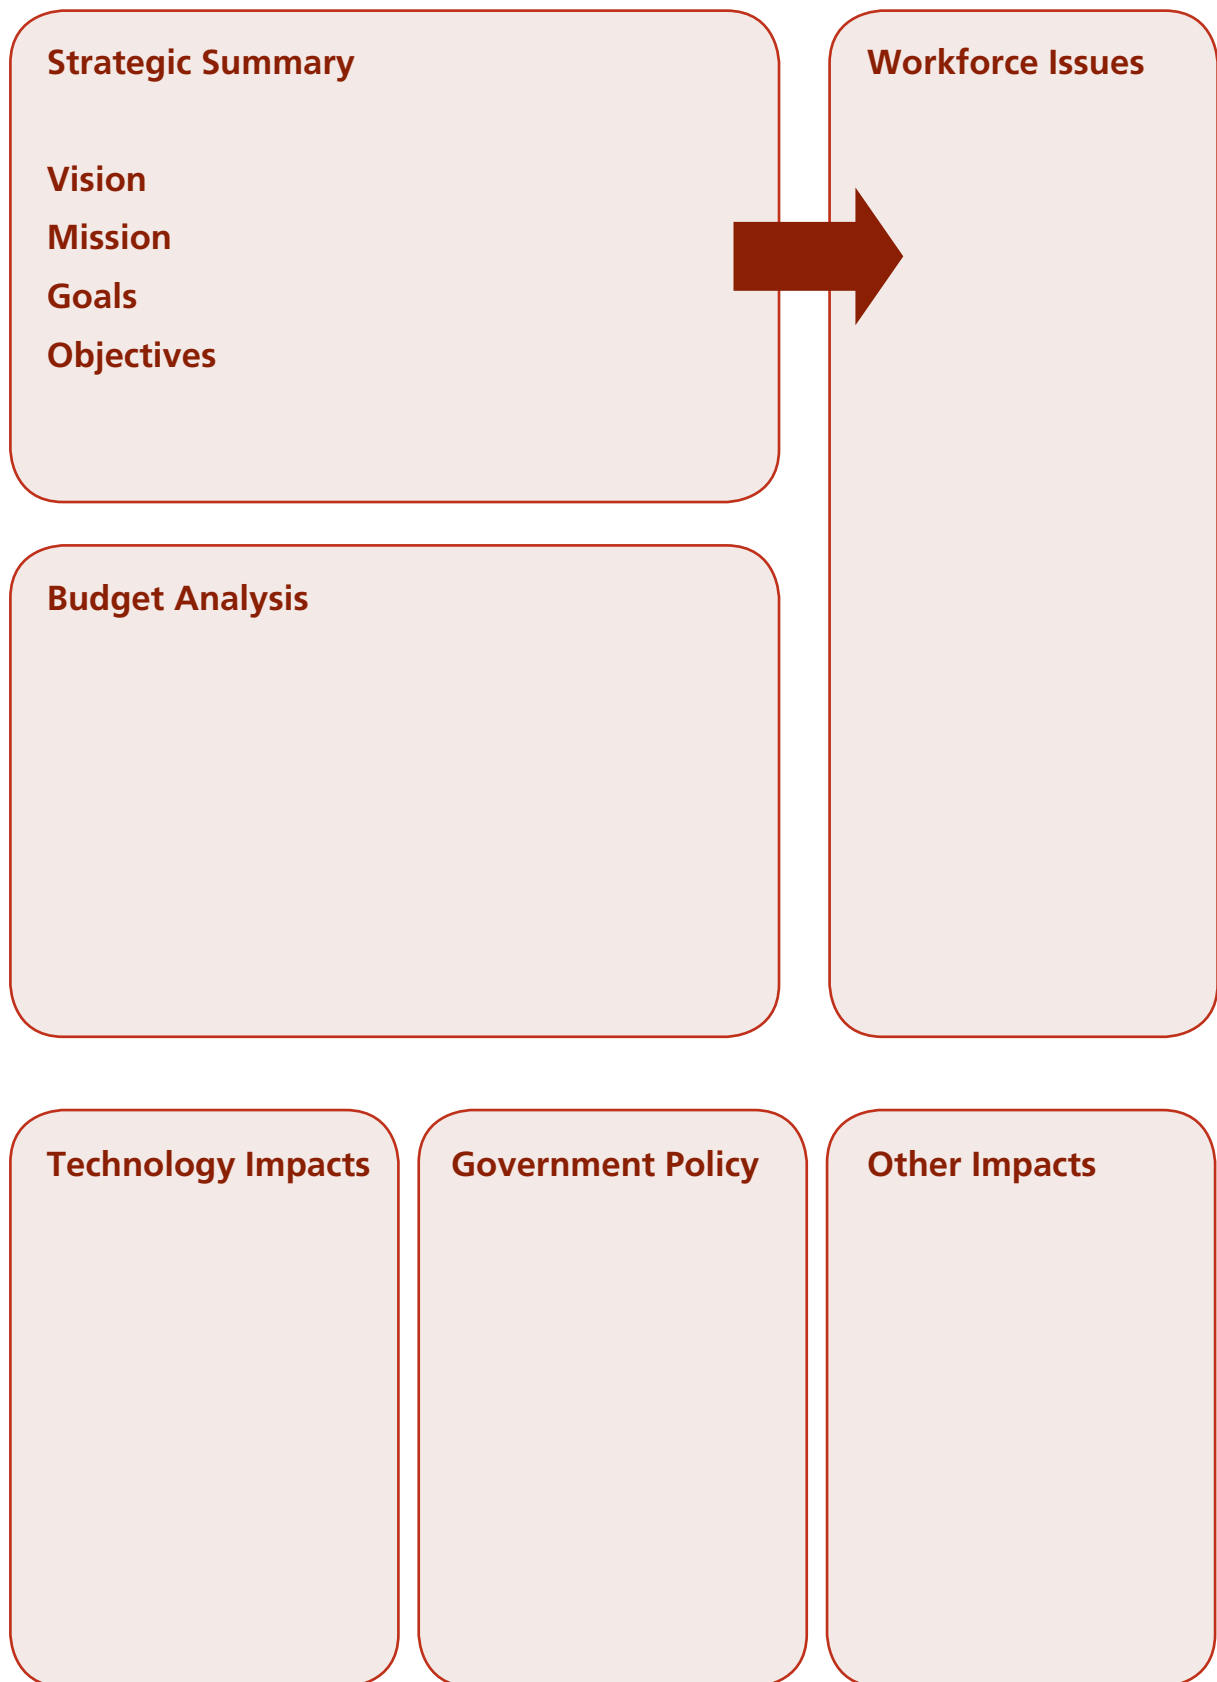 Strategic Summary
Vision
Mission
Goals
Objectives
Workforce Issues
Budget Analysis
Technology Impacts
Government Policy
Other Impacts